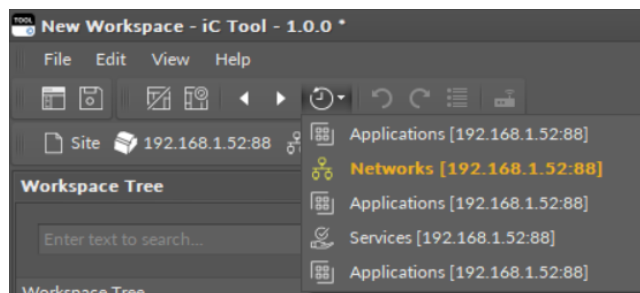 New Workspace - iC Tool - 1.0.0 *
File Edit View Help
Site 192.168.1.52:88
Applications [192.168.1.52:88]
Networks [192.168.1.52:88]
Applications [192.168.1.52:88]
Services [192.168.1.52:88]
Applications [192.168.1.52:88]
Workspace Tree
Enter text to search...
Workspace Tree